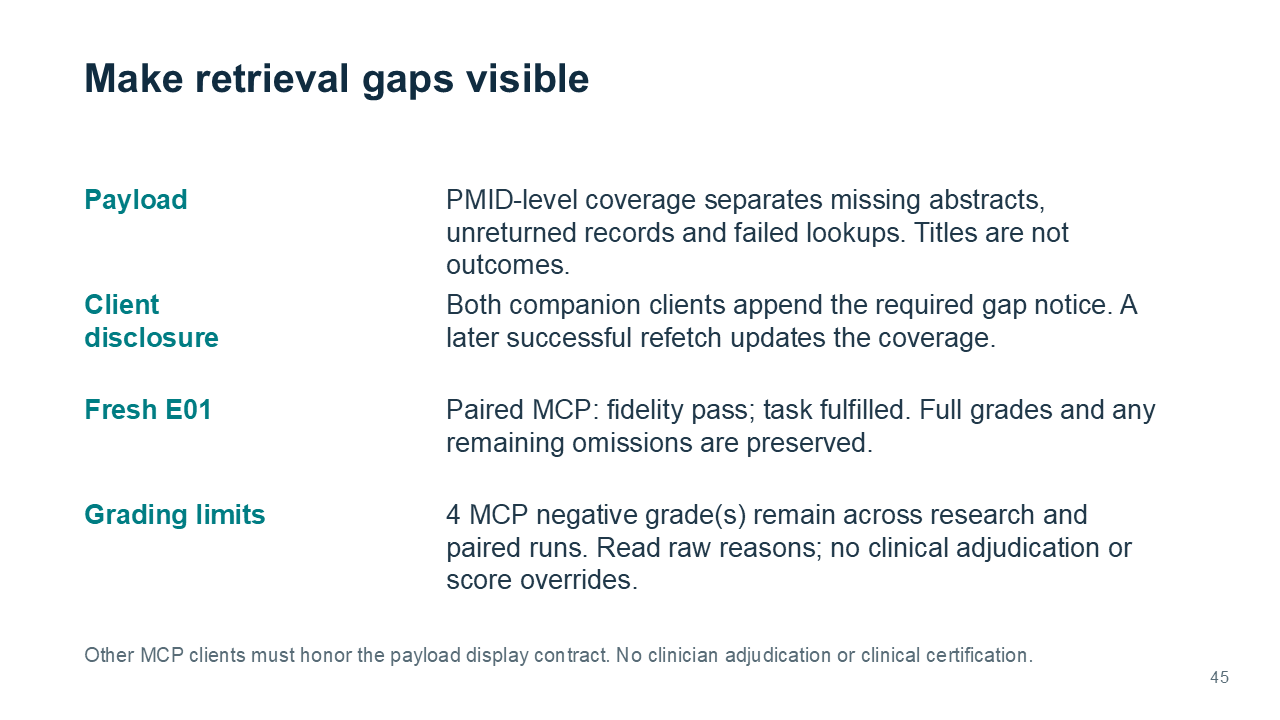 Make retrieval gaps visible
Payload
PMID-level coverage separates missing abstracts,
unreturned records and failed lookups. Titles are not
outcomes.
Client
disclosure
Both companion clients append the required gap notice. A
later successful refetch updates the coverage.
Fresh E01
Paired MCP: fidelity pass; task fulfilled. Full grades and any
remaining omissions are preserved.
Grading limits
4 MCP negative grade(s) remain across research and
paired runs. Read raw reasons; no clinical adjudication or
score overrides.
Other MCP clients must honor the payload display contract. No clinician adjudication or clinical certification.
45